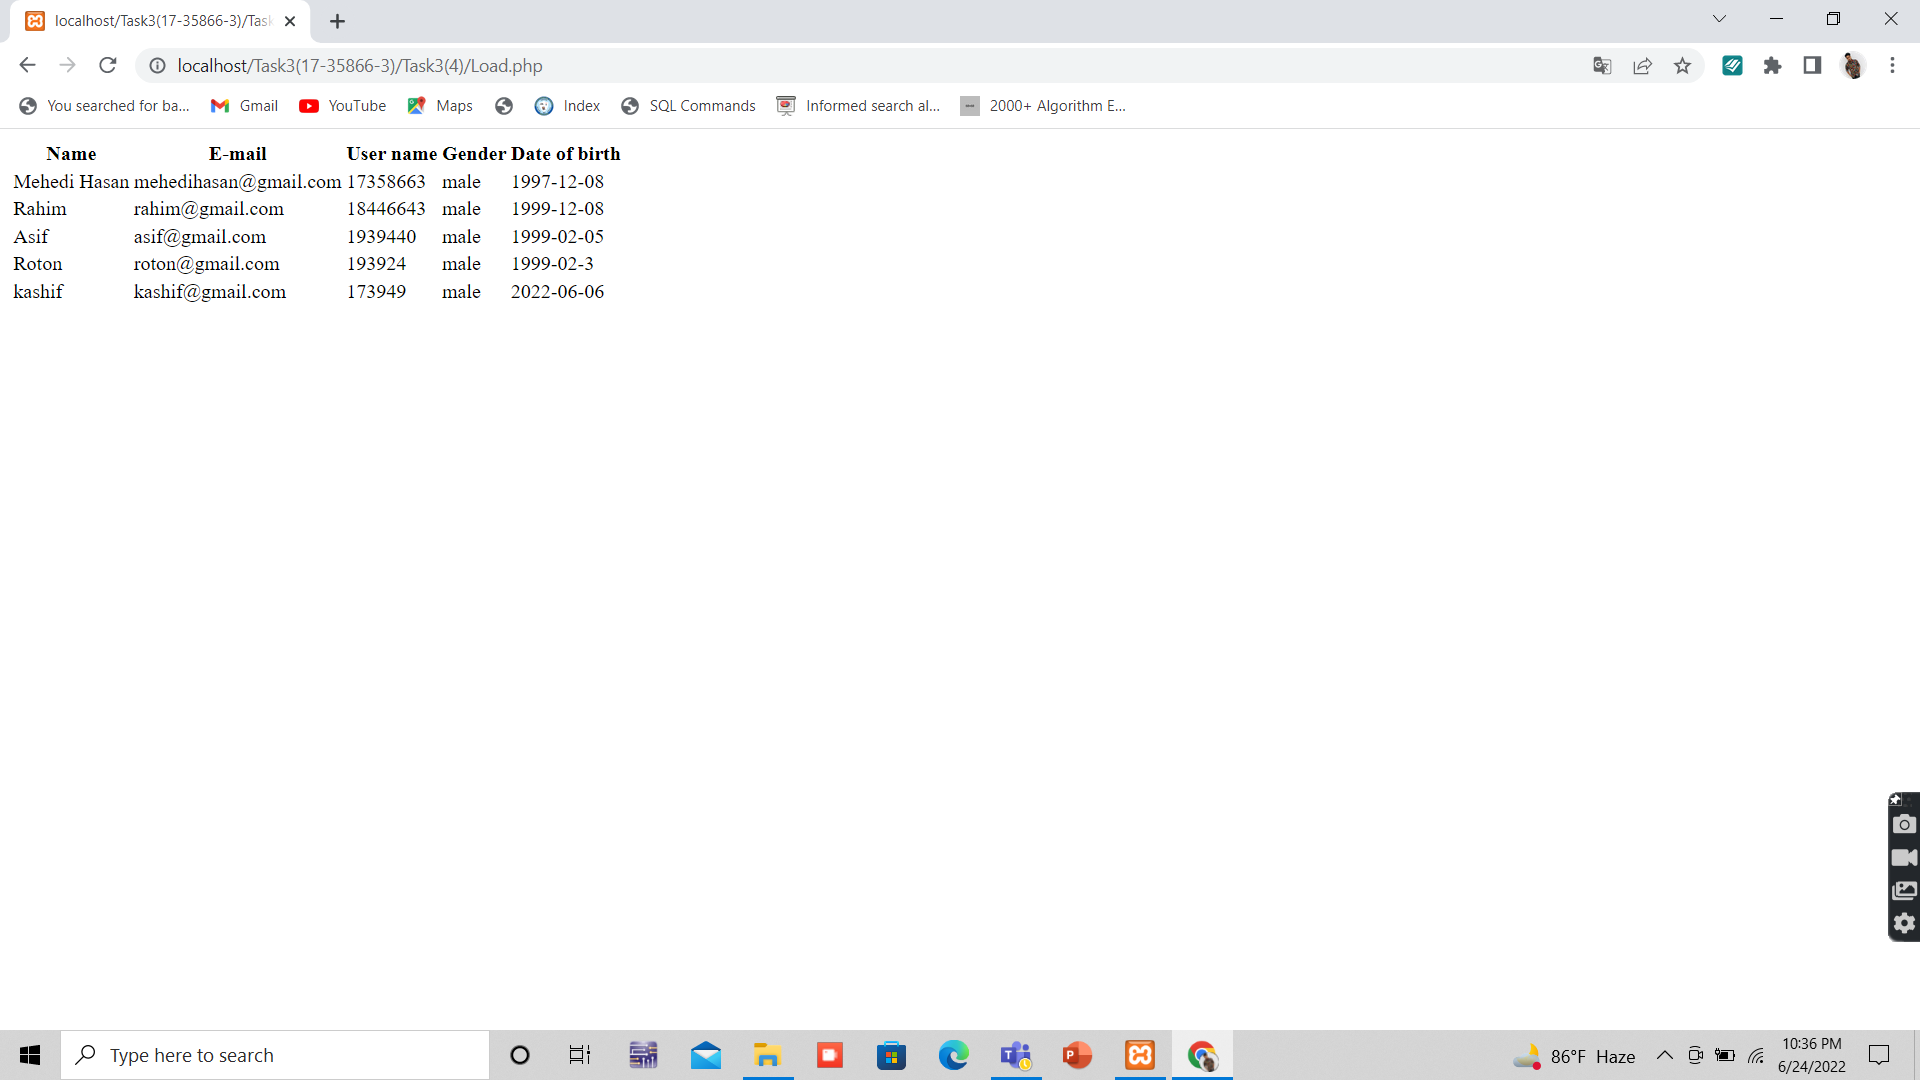 localhost/Task3(17-35866-3)/Task
localhost/Task3(17-35866-3)/Task3(4)/Load.php
You searched for ba... Gmail YouTube Maps Index SQL Commands Informed search al... 2000+ Algorithm E...
Name E-mail User name Gender Date of birth
Mehedi Hasan mehedihasan@gmail.com 17358663 male 1997-12-08
Rahim rahim@gmail.com 18446643 male 1999-12-08
Asif asif@gmail.com 1939440 male 1999-02-05
Roton roton@gmail.com 193924 male 1999-02-3
kashif kashif@gmail.com 173949 male 2022-06-06
Type here to search
86°F Haze
10:36 PM
6/24/2022